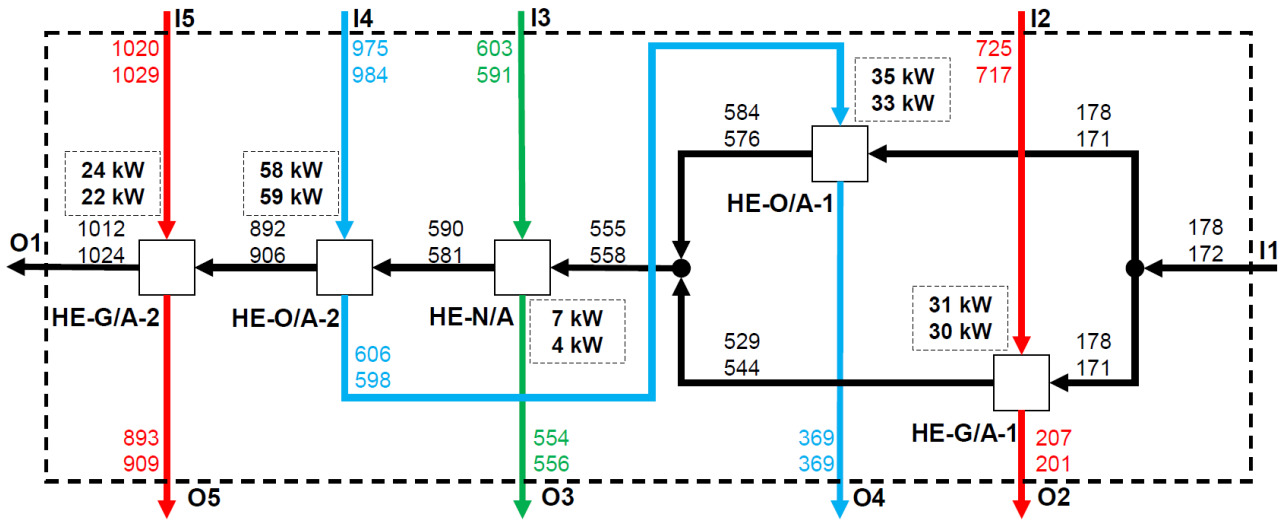 I5
I4
I3
I2
1020
1029
975
984
603
591
725
717
35 kW
33 kW
584
576
178
171
24 kW
22 kW
58 kW
59 kW
HE-O/A-1
O1
1012
1024
892
906
590
581
555
558
178
172
I1
HE-G/A-2
HE-O/A-2
HE-N/A
7 kW
4 kW
31 kW
30 kW
529
544
178
171
606
598
HE-G/A-1
893
909
554
556
369
369
207
201
O5
O3
O4
O2